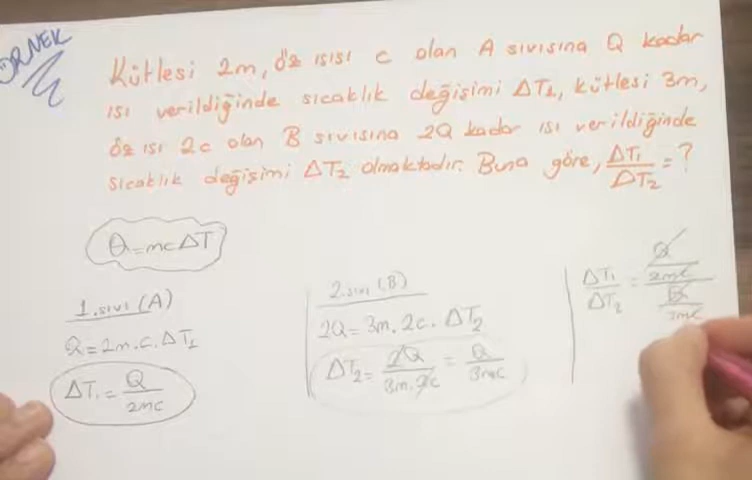 ÖRNEK
Kütlesi 2m, öz ısısı c olan A sıvısına Q kadar
ısı verildiğinde sıcaklık değişimi ΔT₁, kütlesi 3m,
öz ısı 2c olan B sıvısına 2Q kadar ısı verildiğinde
sıcaklık değişimi ΔT₂ olmaktadır. Buna göre, ΔT₁/ΔT₂ = ?
Q = mcΔT
1. sıvı (A)
Q = 2m.c.ΔT₁
ΔT₁ = Q/2mc
2. sıvı (B)
2Q = 3m.2c.ΔT₂
ΔT₂ = 2Q/3m.2c = Q/3mc
ΔT₁/ΔT₂ = (Q/2mc)/(Q/3mc)